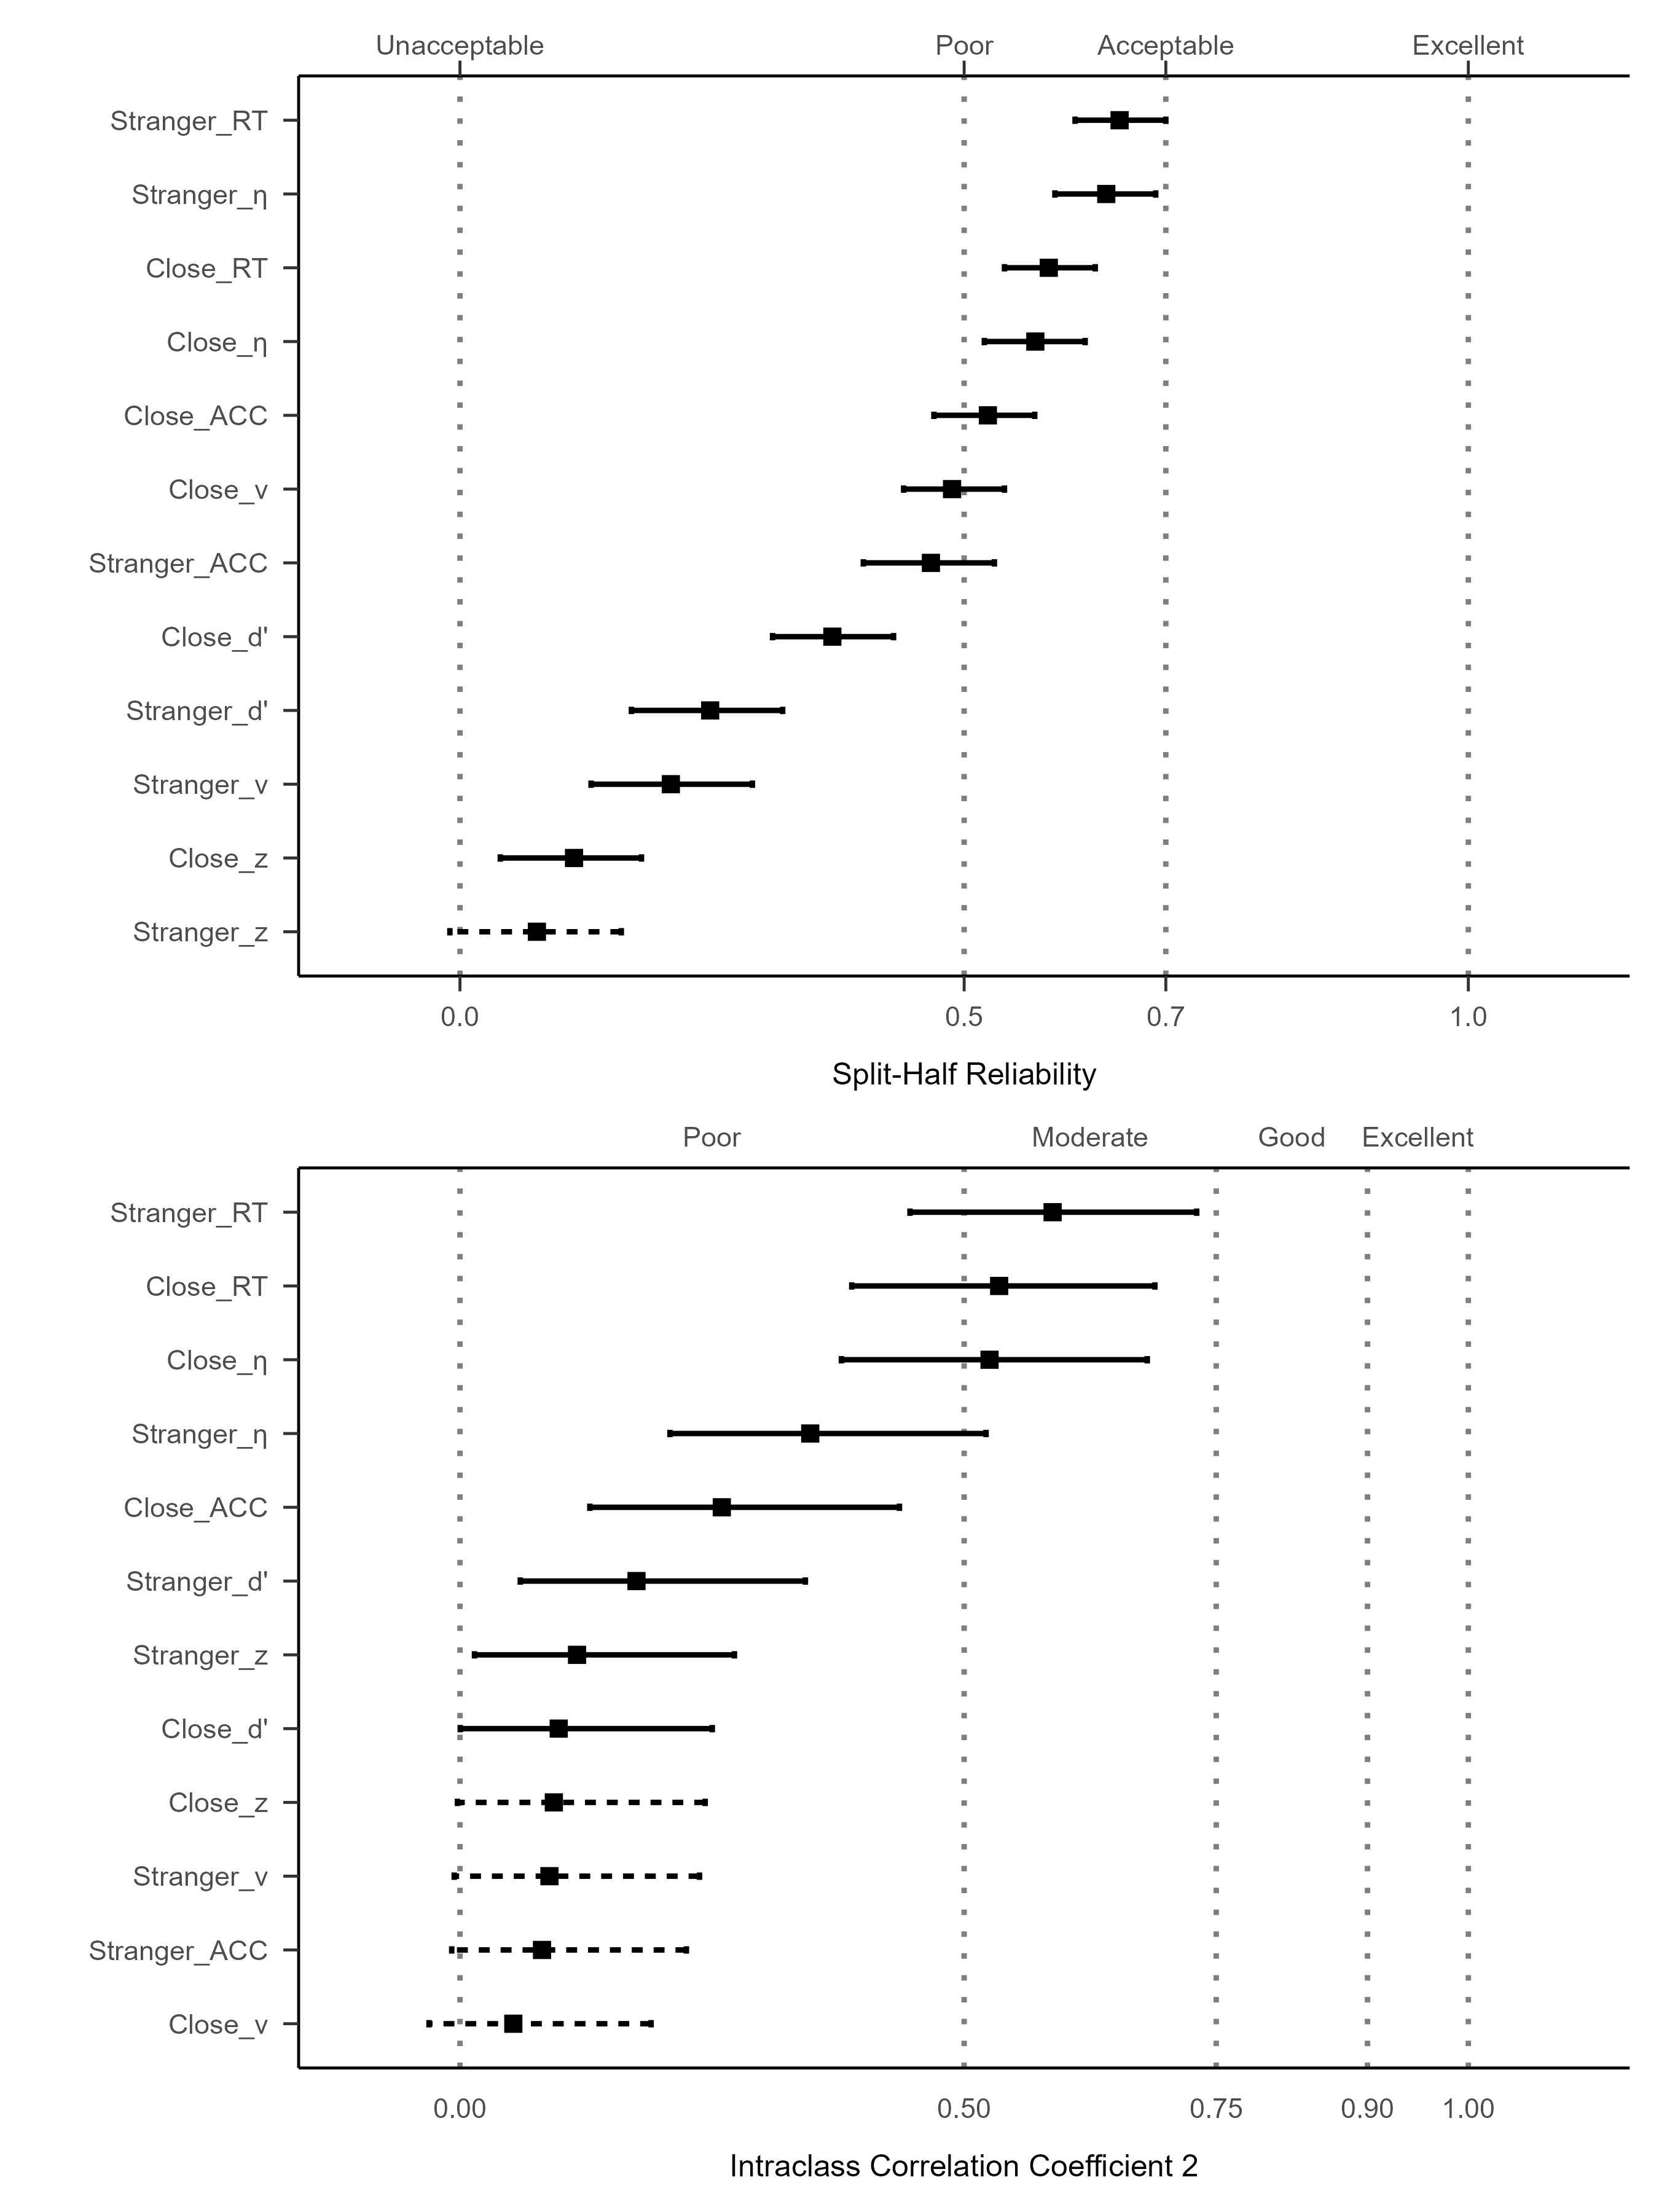 Unacceptable Poor Acceptable Excellent
Stranger_RT
Stranger_η
Close_RT
Close_η
Close_ACC
Close_v
Stranger_ACC
Close_d'
Stranger_d'
Stranger_v
Close_z
Stranger_z
0.0 0.5 0.7 1.0
Split-Half Reliability
Poor Moderate Good Excellent
Stranger_RT
Close_RT
Close_η
Stranger_η
Close_ACC
Stranger_d'
Stranger_z
Close_d'
Close_z
Stranger_v
Stranger_ACC
Close_v
0.00 0.50 0.75 0.90 1.00
Intraclass Correlation Coefficient 2